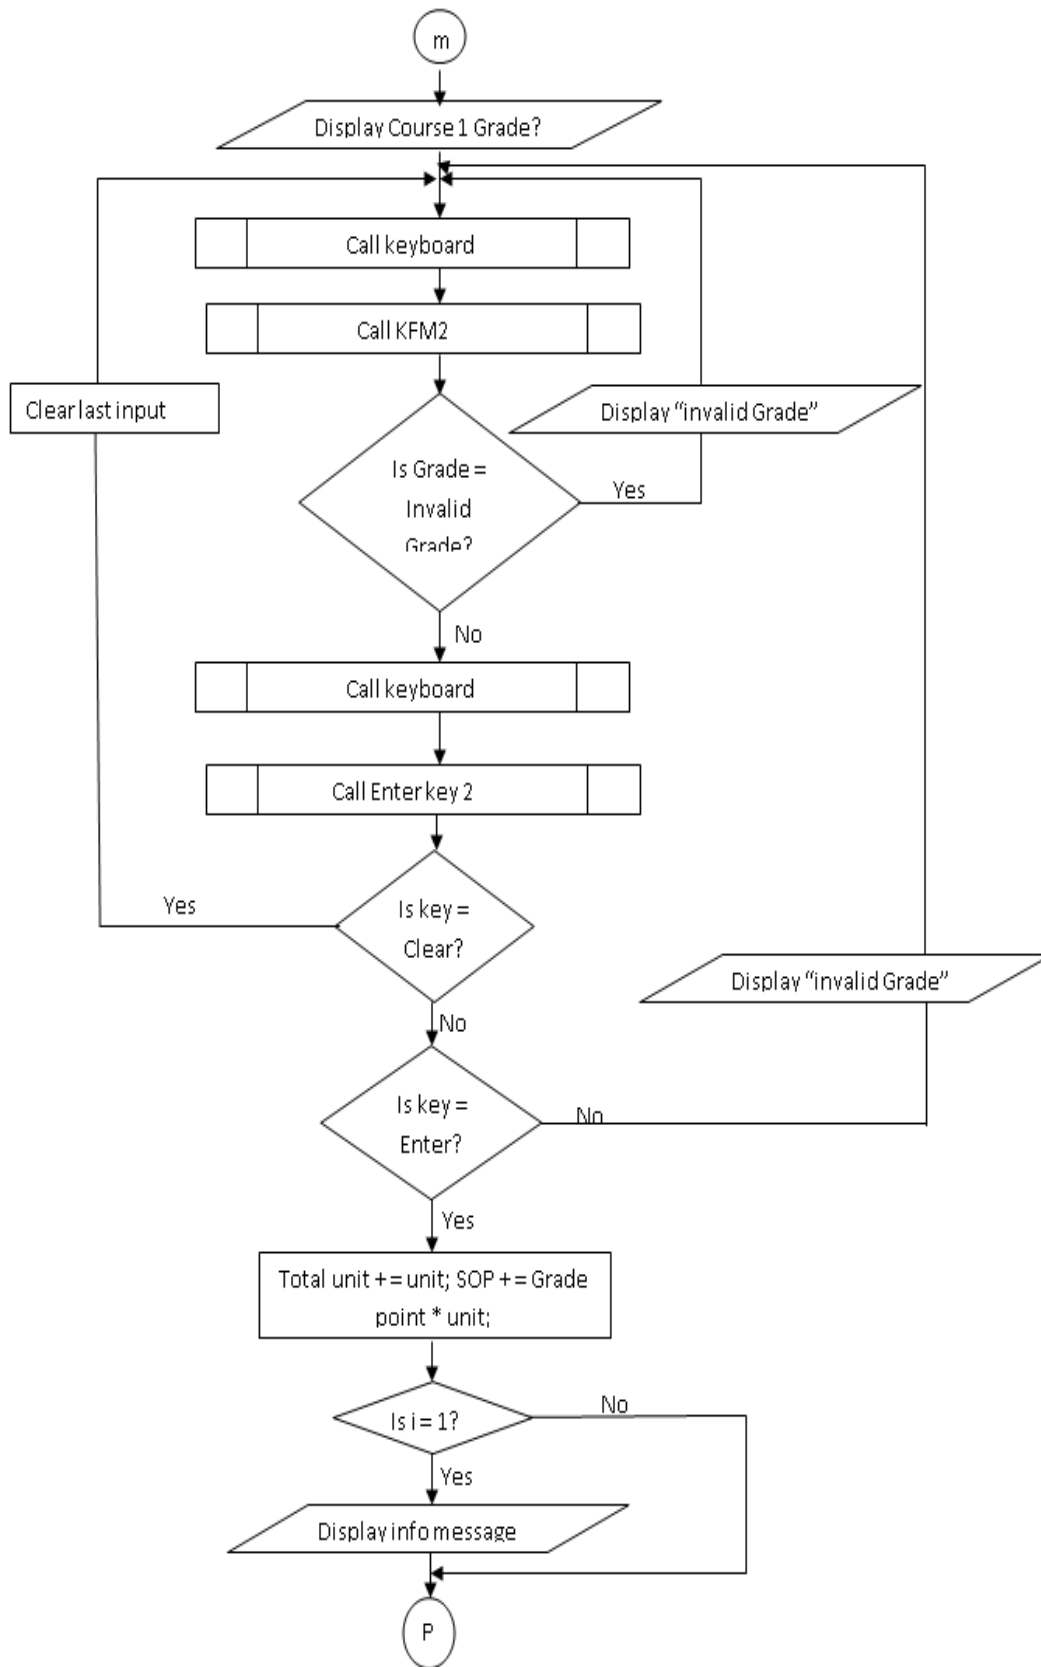 m
Display Course 1 Grade?
Call keyboard
Call KFM2
Clear last input
Display “invalid Grade”
Is Grade =
Invalid
Grade?
Yes
No
Call keyboard
Call Enter key 2
Yes
Is key =
Clear?
Display “invalid Grade”
No
Is key =
Enter?
No
Yes
Total unit + = unit; SOP + = Grade
point * unit;
Is i = 1?
No
Yes
Display info message
P